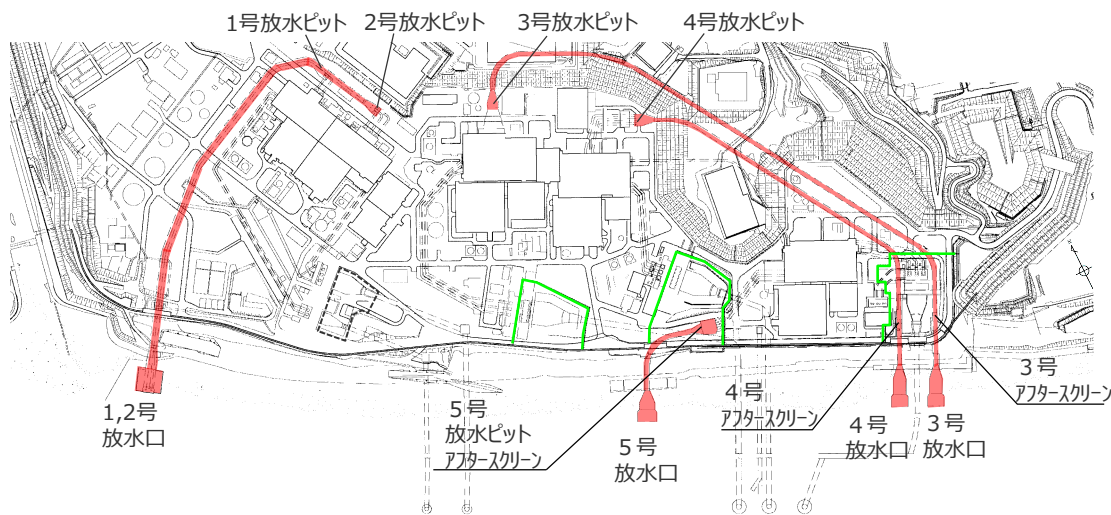 1号放水ピット
2号放水ピット
3号放水ピット
4号放水ピット
1,2号
放水口
5号
放水ピット
アフタースクリーン
5号
放水口
4号
アフタースクリーン
4号
放水口
3号
放水口
3号
アフタースクリーン